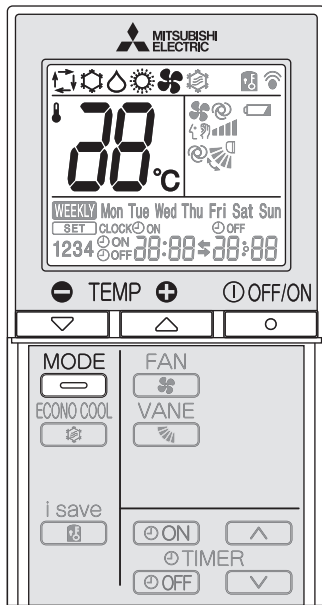 MITSUBISHI
ELECTRIC
88°C
WEEKLY Mon Tue Wed Thu Fri Sat Sun
SET CLOCK ON OFF
1234 ON OFF 88:88 88:88
TEMP OFF/ON
MODE FAN
ECONO COOL VANE
i save
ON
TIMER
OFF